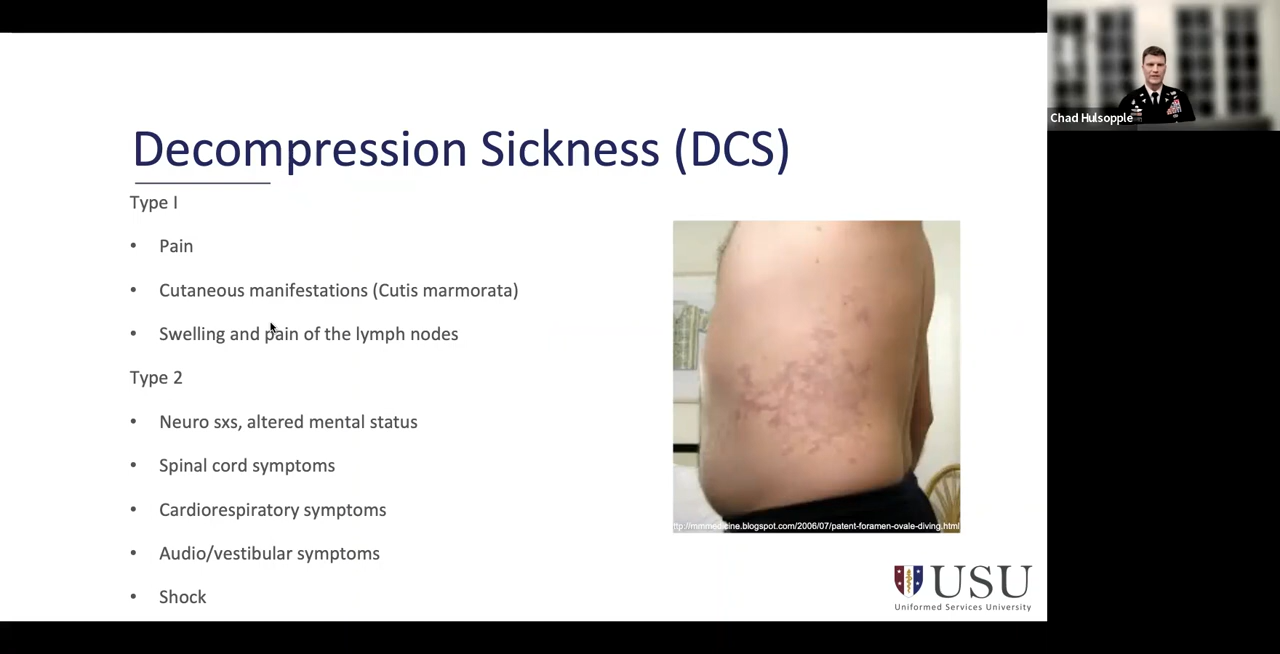 Decompression Sickness (DCS)
Type I
• Pain
• Cutaneous manifestations (Cutis marmorata)
• Swelling and pain of the lymph nodes
Type 2
• Neuro sxs, altered mental status
• Spinal cord symptoms
• Cardiorespiratory symptoms
• Audio/vestibular symptoms
• Shock
ttp://mmmedicine.blogspot.com/2006/07/patent-foramen-ovale-diving.html
USU
Uniformed Services University
Chad Hulsopple